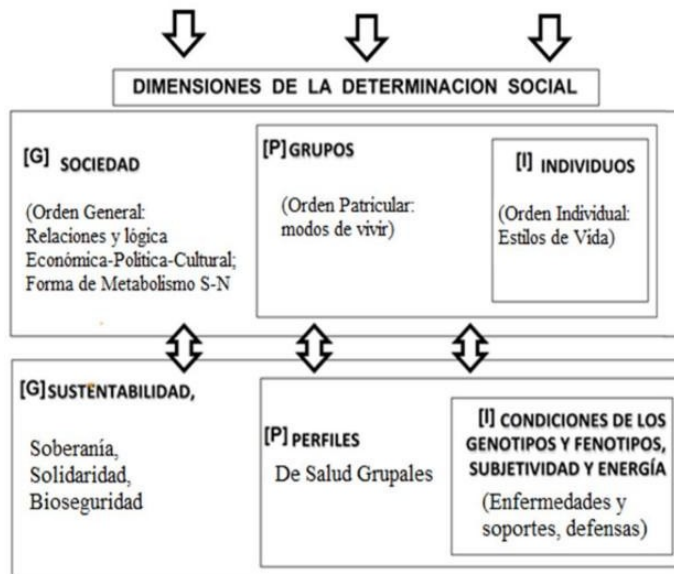 DIMENSIONES DE LA DETERMINACION SOCIAL
[G] SOCIEDAD
(Orden General:
Relaciones y lógica
Económica-Política-Cultural;
Forma de Metabolismo S-N
[P] GRUPOS
(Orden Patricular:
modos de vivir)
[I] INDIVIDUOS
(Orden Individual:
Estilos de Vida)
[G] SUSTENTABILIDAD,
Soberanía,
Solidaridad,
Bioseguridad
[P] PERFILES
De Salud Grupales
[I] CONDICIONES DE LOS
GENOTIPOS Y FENOTIPOS,
SUBJETIVIDAD Y ENERGÍA
(Enfermedades y
soportes, defensas)